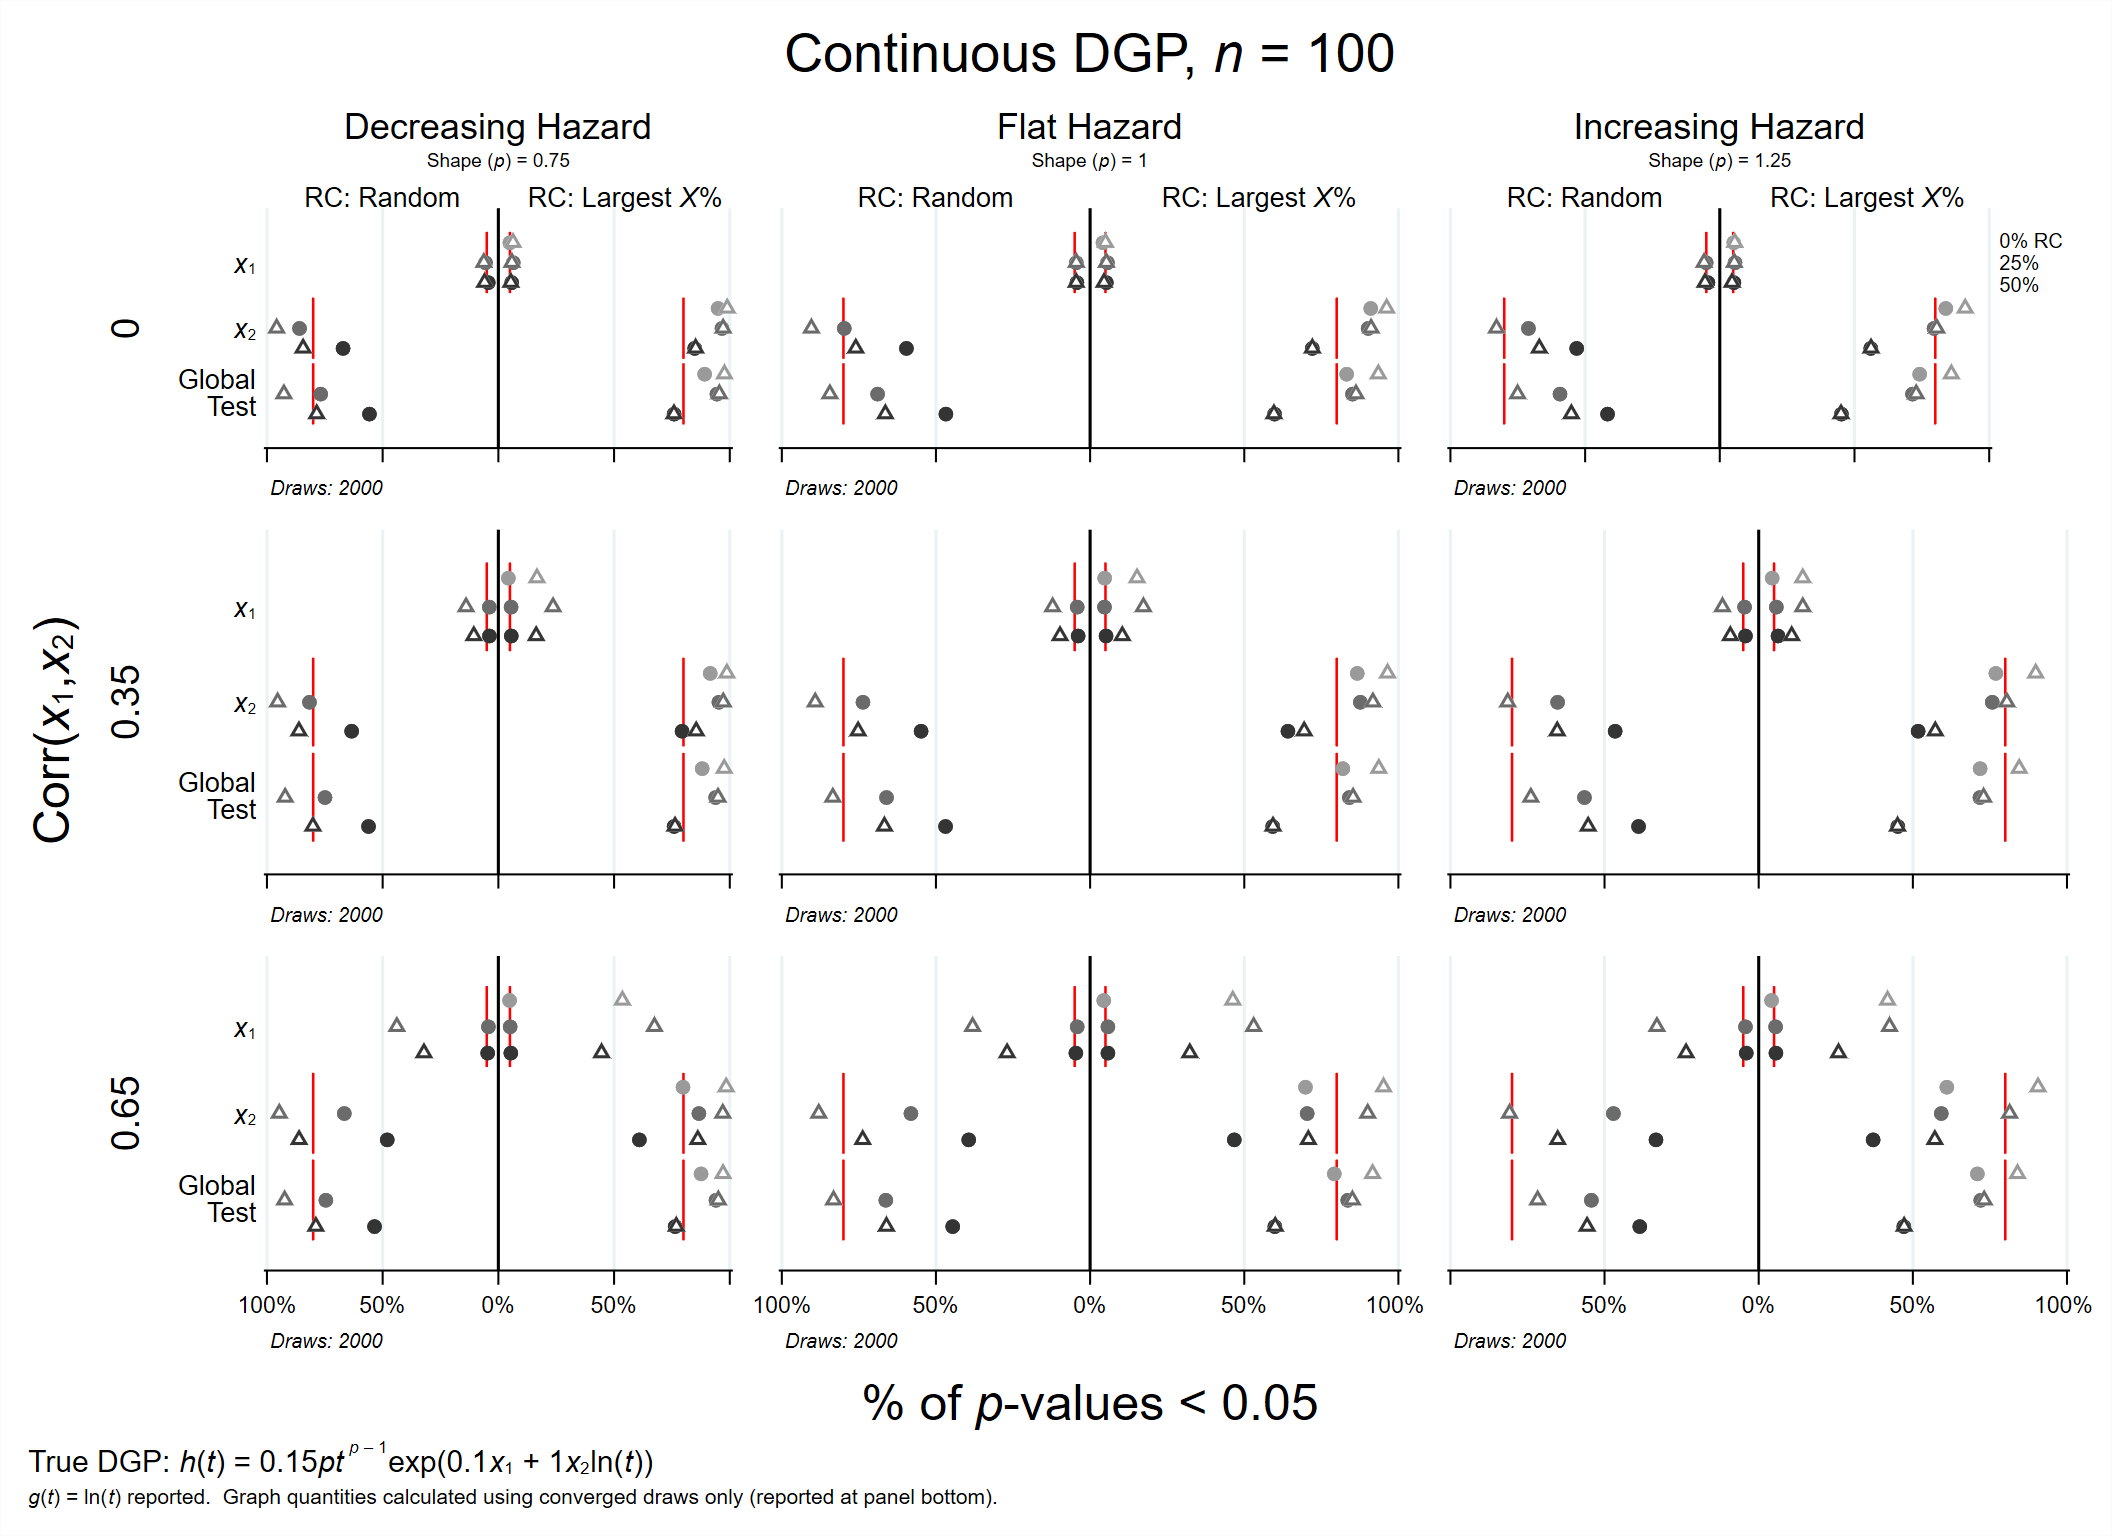 Continuous DGP, n = 100
Decreasing Hazard
Shape (p) = 0.75
RC: Random RC: Largest X%
Flat Hazard
Shape (p) = 1
RC: Random RC: Largest X%
Increasing Hazard
Shape (p) = 1.25
RC: Random RC: Largest X%
0% RC
25%
50%
Corr(x1,x2)
0
x1
x2
Global
Test
Draws: 2000
Draws: 2000
Draws: 2000
0.35
x1
x2
Global
Test
Draws: 2000
Draws: 2000
Draws: 2000
0.65
x1
x2
Global
Test
100% 50% 0% 50%
100% 50% 0% 50% 100%
50% 0% 50% 100%
Draws: 2000
Draws: 2000
Draws: 2000
% of p-values < 0.05
True DGP: h(t) = 0.15pt^p − 1 exp(0.1x1 + 1x2ln(t))
g(t) = ln(t) reported. Graph quantities calculated using converged draws only (reported at panel bottom).